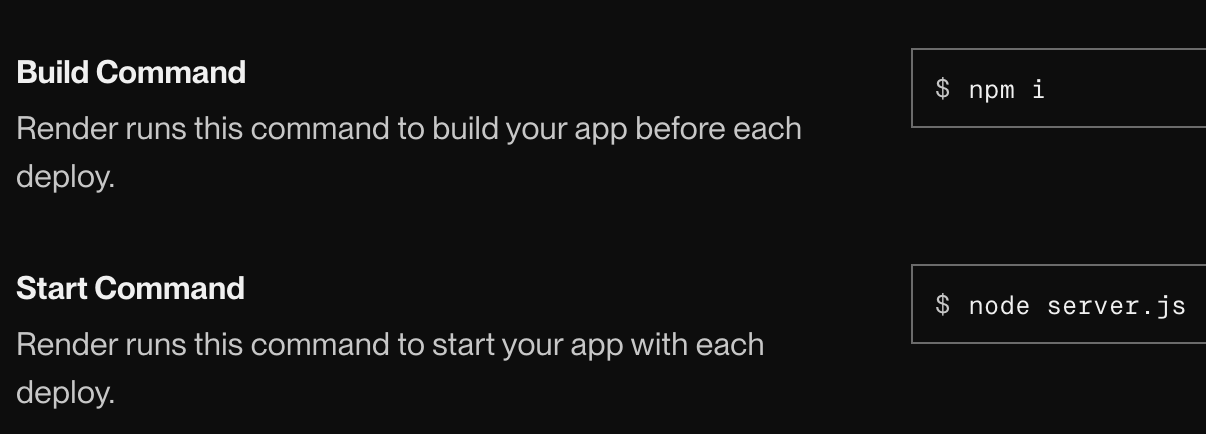 Build Command
$ npm i
Render runs this command to build your app before each
deploy.
Start Command
$ node server.js
Render runs this command to start your app with each
deploy.